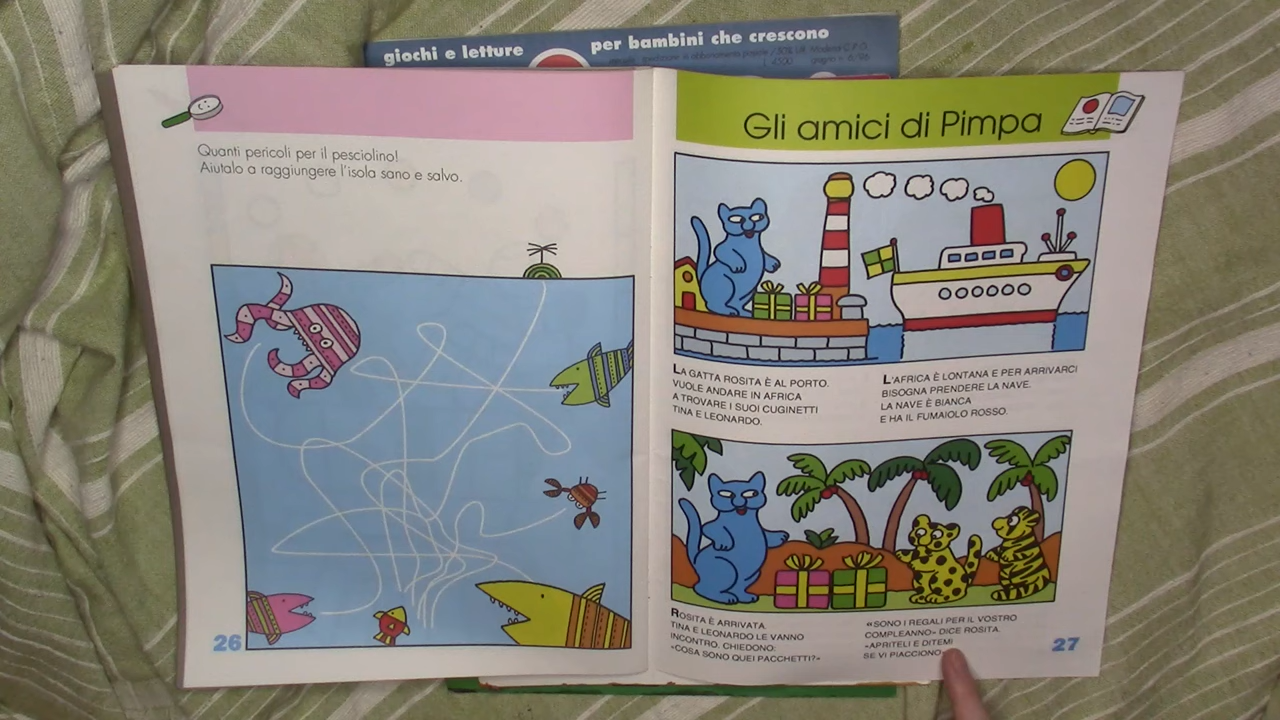 giochi e letture
per bambini che crescono
Quanti pericoli per il pesciolino!
Aiutalo a raggiungere l'isola sano e salvo.
26
Gli amici di Pimpa
LA GATTA ROSITA È AL PORTO.
VUOLE ANDARE IN AFRICA
A TROVARE I SUOI CUGINETTI
TINA E LEONARDO.
L'AFRICA È LONTANA E PER ARRIVARCI
BISOGNA PRENDERE LA NAVE.
LA NAVE È BIANCA
E HA IL FUMAIOLO ROSSO.
ROSITA È ARRIVATA.
TINA E LEONARDO LE VANNO
INCONTRO. CHIEDONO:
«COSA SONO QUEI PACCHETTI?»
«SONO I REGALI PER IL VOSTRO
COMPLEANNO» DICE ROSITA.
«APRITELI E DITEMI
SE VI PIACCIONO»
27